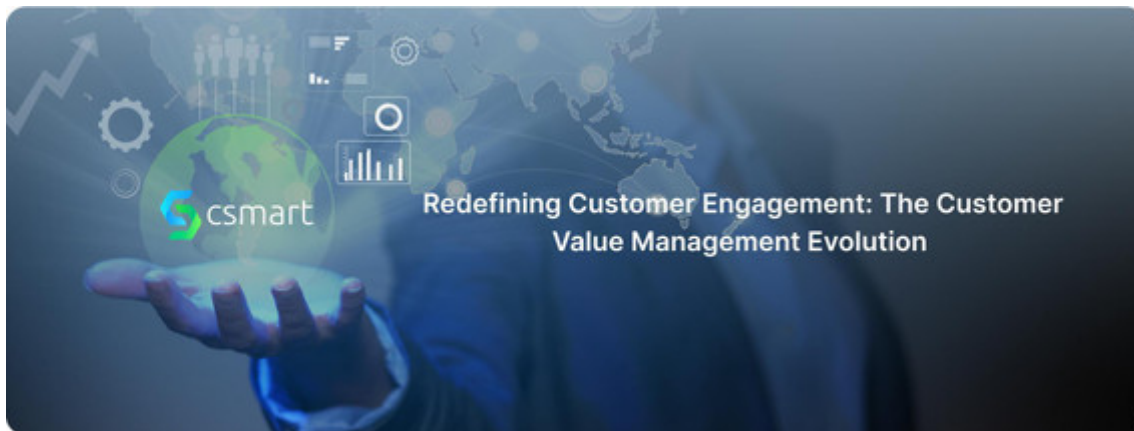 csmart
Redefining Customer Engagement: The Customer
Value Management Evolution